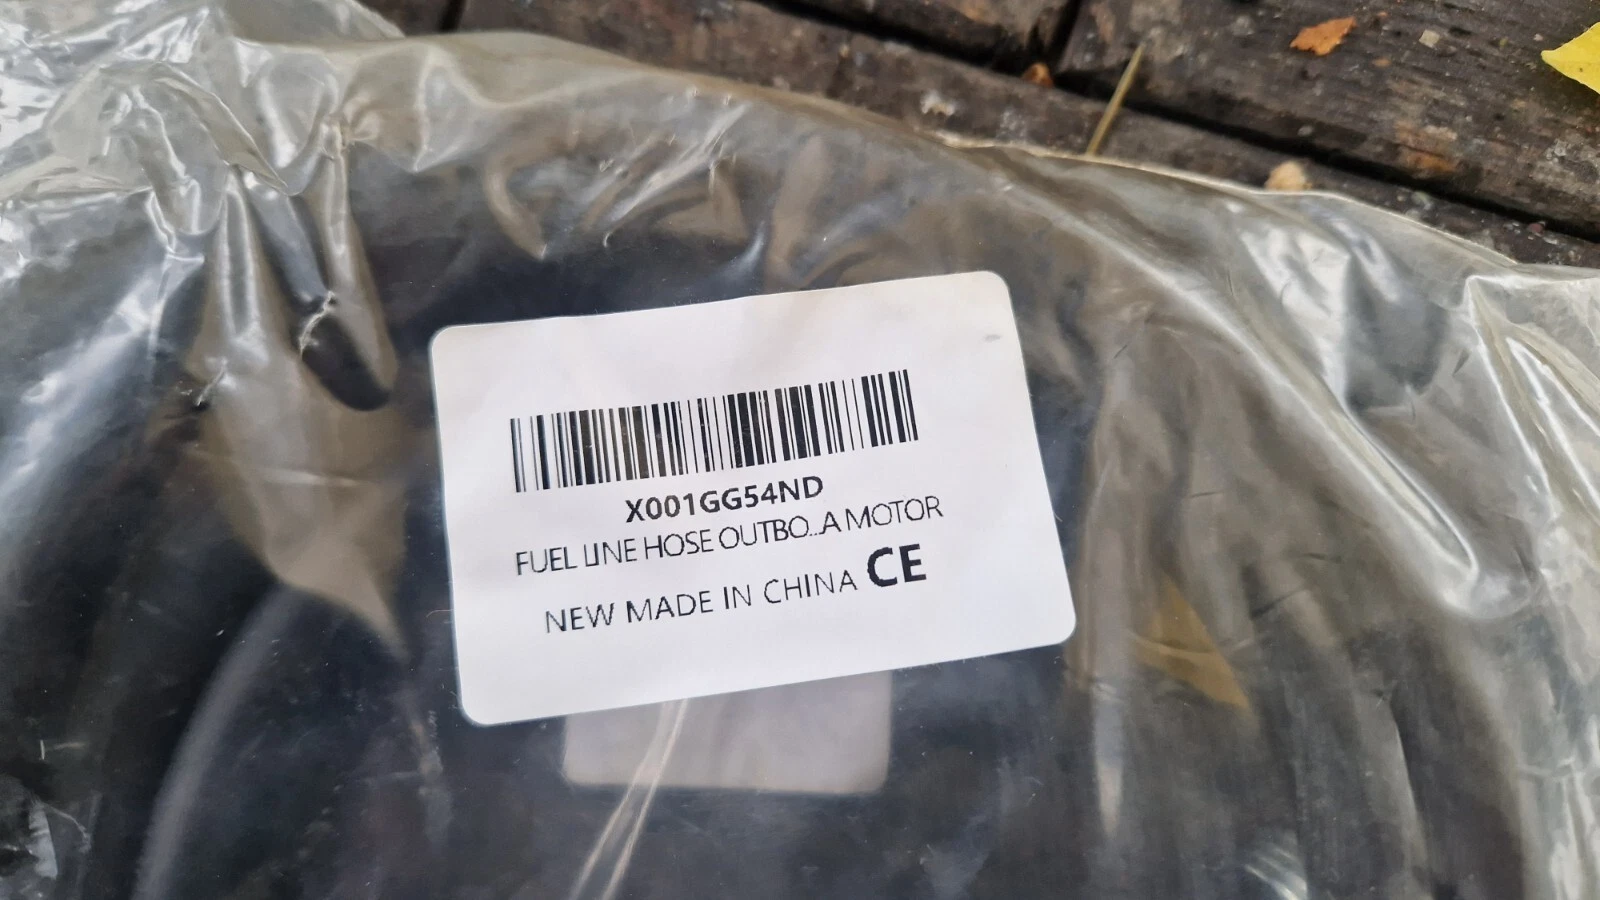 X001GG54ND
FUEL LINE HOSE OUTBO...A MOTOR
NEW MADE IN CHINA CE